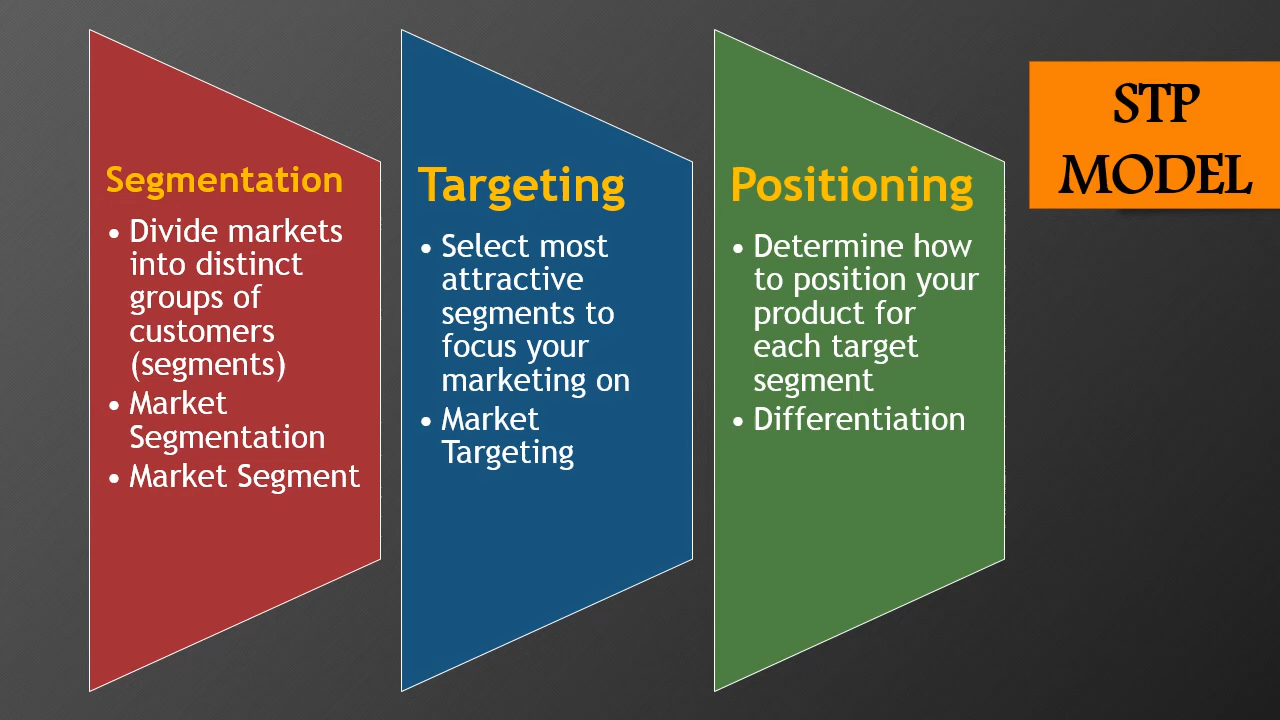 Segmentation
• Divide markets
into distinct
groups of
customers
(segments)
• Market
Segmentation
• Market Segment
Targeting
• Select most
attractive
segments to
focus your
marketing on
• Market
Targeting
Positioning
• Determine how
to position your
product for
each target
segment
• Differentiation
STP
MODEL